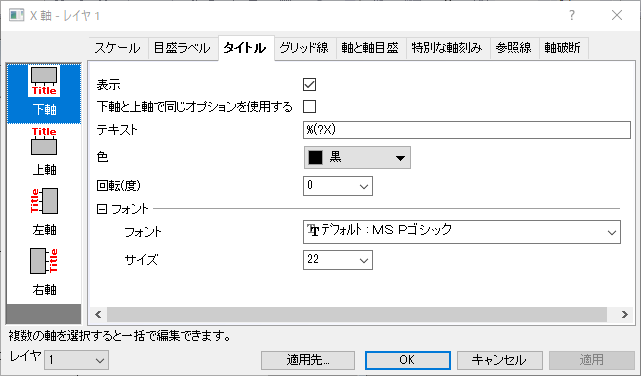 X 軸 - レイヤ 1
スケール 目盛ラベル タイトル グリッド線 軸と軸目盛 特別な軸刻み 参照線 軸破断
Title
下軸
Title
上軸
Title
左軸
Title
右軸
表示
下軸と上軸で同じオプションを使用する
テキスト %(?X)
色 黒
回転(度) 0
フォント
フォント デフォルト：ＭＳ Ｐゴシック
サイズ 22
複数の軸を選択すると一括で編集できます。
レイヤ 1 適用先... OK キャンセル 適用